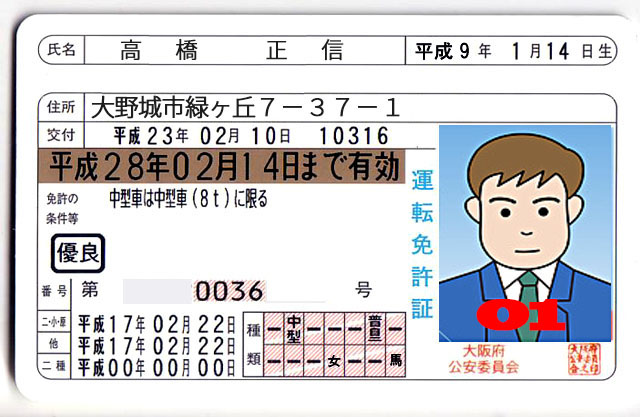 氏名 高橋 正信 平成9年 1月14日生
住所 大野城市緑ヶ丘7-37-1
交付 平成23年02月10日 10316
平成28年02月14日まで有効
免許の条件等 中型車は中型車(8t)に限る
優良
番号 第 0036 号
二・小・原 平成17年02月22日
他 平成17年02月22日
二種 平成00年00月00日
種類 ー 中型 ー ー ー 普自二 ー
ー ー ー ー 女 ー 馬
運転免許証
01
大阪府
公安委員会